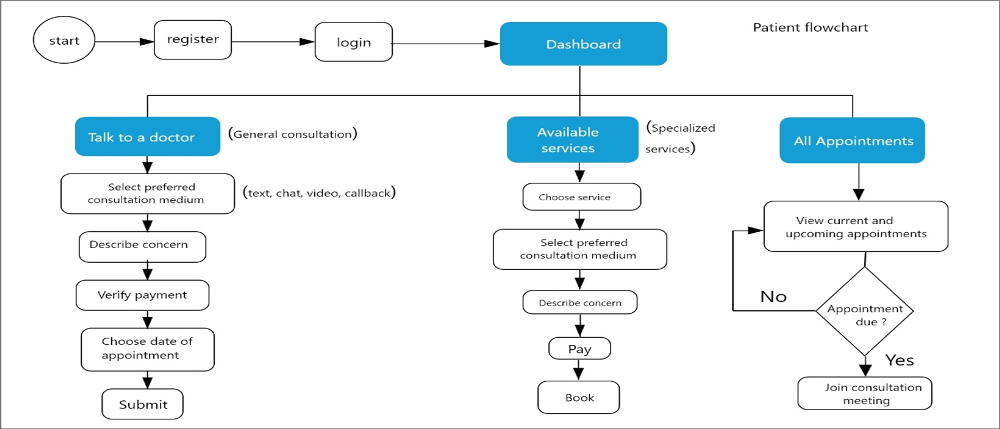 Patient flowchart
start
register
login
Dashboard
Talk to a doctor
(General consultation)
Select preferred
consultation medium
(text, chat, video, callback)
Describe concern
Verify payment
Choose date of
appointment
Submit
Available
services
(Specialized
services)
Choose service
Select preferred
consultation medium
Describe concern
Pay
Book
All Appointments
View current and
upcoming appointments
No
Appointment
due ?
Yes
Join consultation
meeting